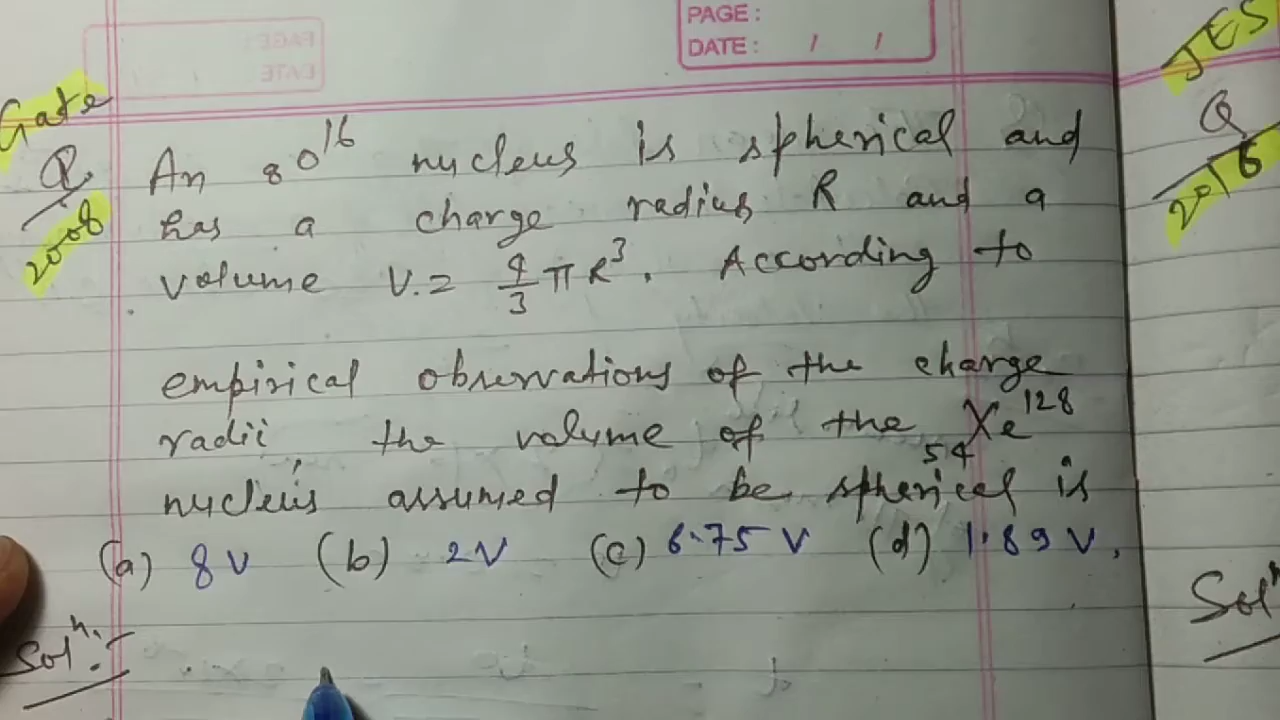 PAGE :
DATE : / /
Gate
Q. An ₈O¹⁶ nucleus is spherical and
2008 has a charge radius R and a
volume V. = 4/3 πR³. According to
empirical observations of the charge
radii, the volume of the ₅₄Xe¹²⁸
nucleus assumed to be spherical is
(a) 8V (b) 2V (c) 6.75 V (d) 1.89 V.
Solⁿ. :-
JES
Q
2016
Solⁿ